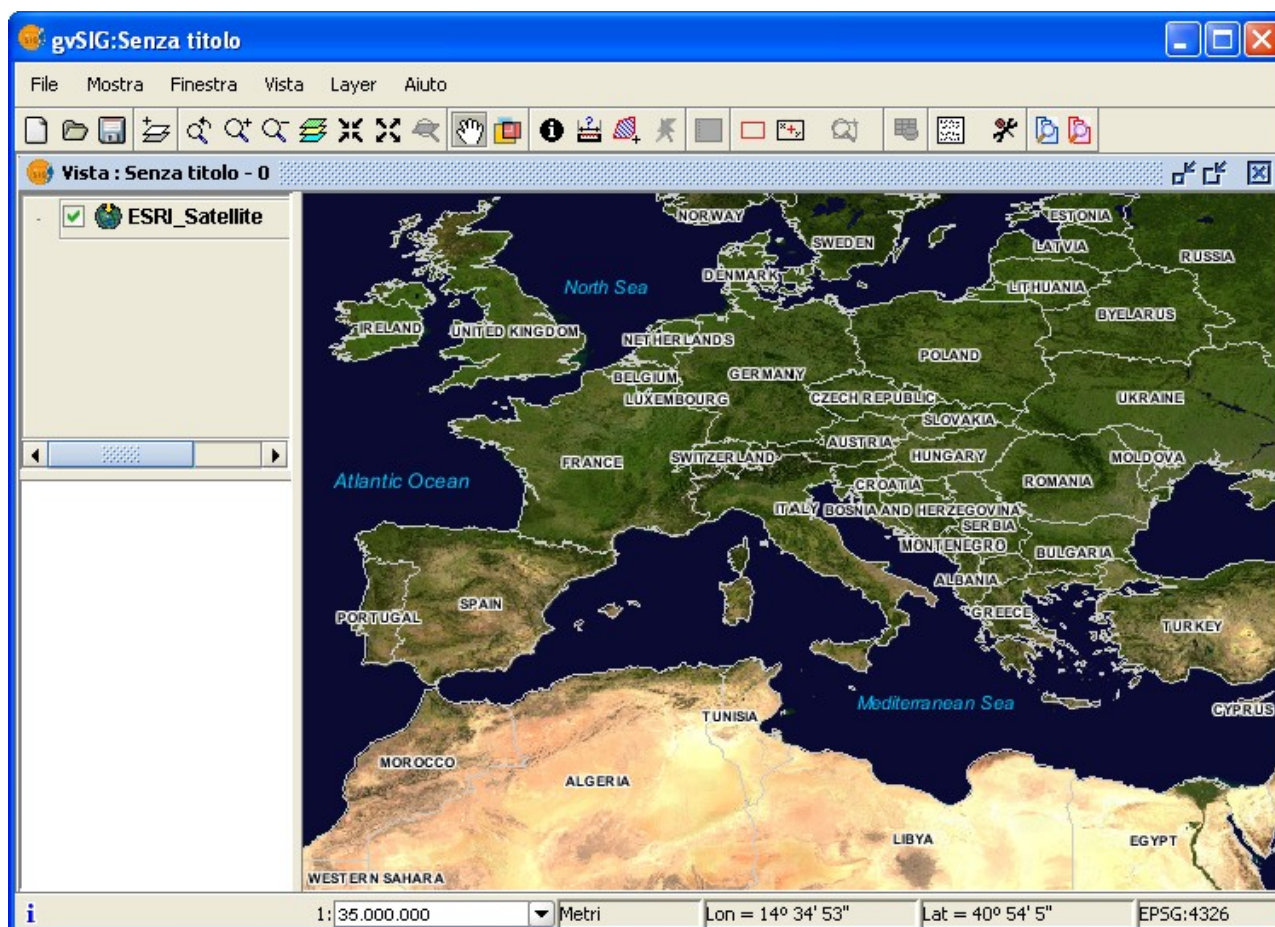 gvSIG:Senza titolo
File Mostra Finestra Vista Layer Aiuto
Vista : Senza titolo - 0
ESRI_Satellite
NORWAY
ESTONIA
SWEDEN
LATVIA
RUSSIA
DENMARK
North Sea
LITHUANIA
BYELARUS
IRELAND
UNITED KINGDOM
NETHERLANDS
POLAND
BELGIUM
GERMANY
LUXEMBOURG
CZECH REPUBLIC
UKRAINE
SLOVAKIA
AUSTRIA
FRANCE
SWITZERLAND
HUNGARY
MOLDOVA
Atlantic Ocean
CROATIA
ROMANIA
ITALY
BOSNIA AND HERZEGOVINA
SERBIA
MONTENEGRO
BULGARIA
ALBANIA
SPAIN
PORTUGAL
GREECE
TURKEY
Mediterranean Sea
CYPRUS
TUNISIA
MOROCCO
ALGERIA
LIBYA
EGYPT
WESTERN SAHARA
i 1: 35.000.000 Metri Lon = 14º 34' 53" Lat = 40º 54' 5" EPSG:4326